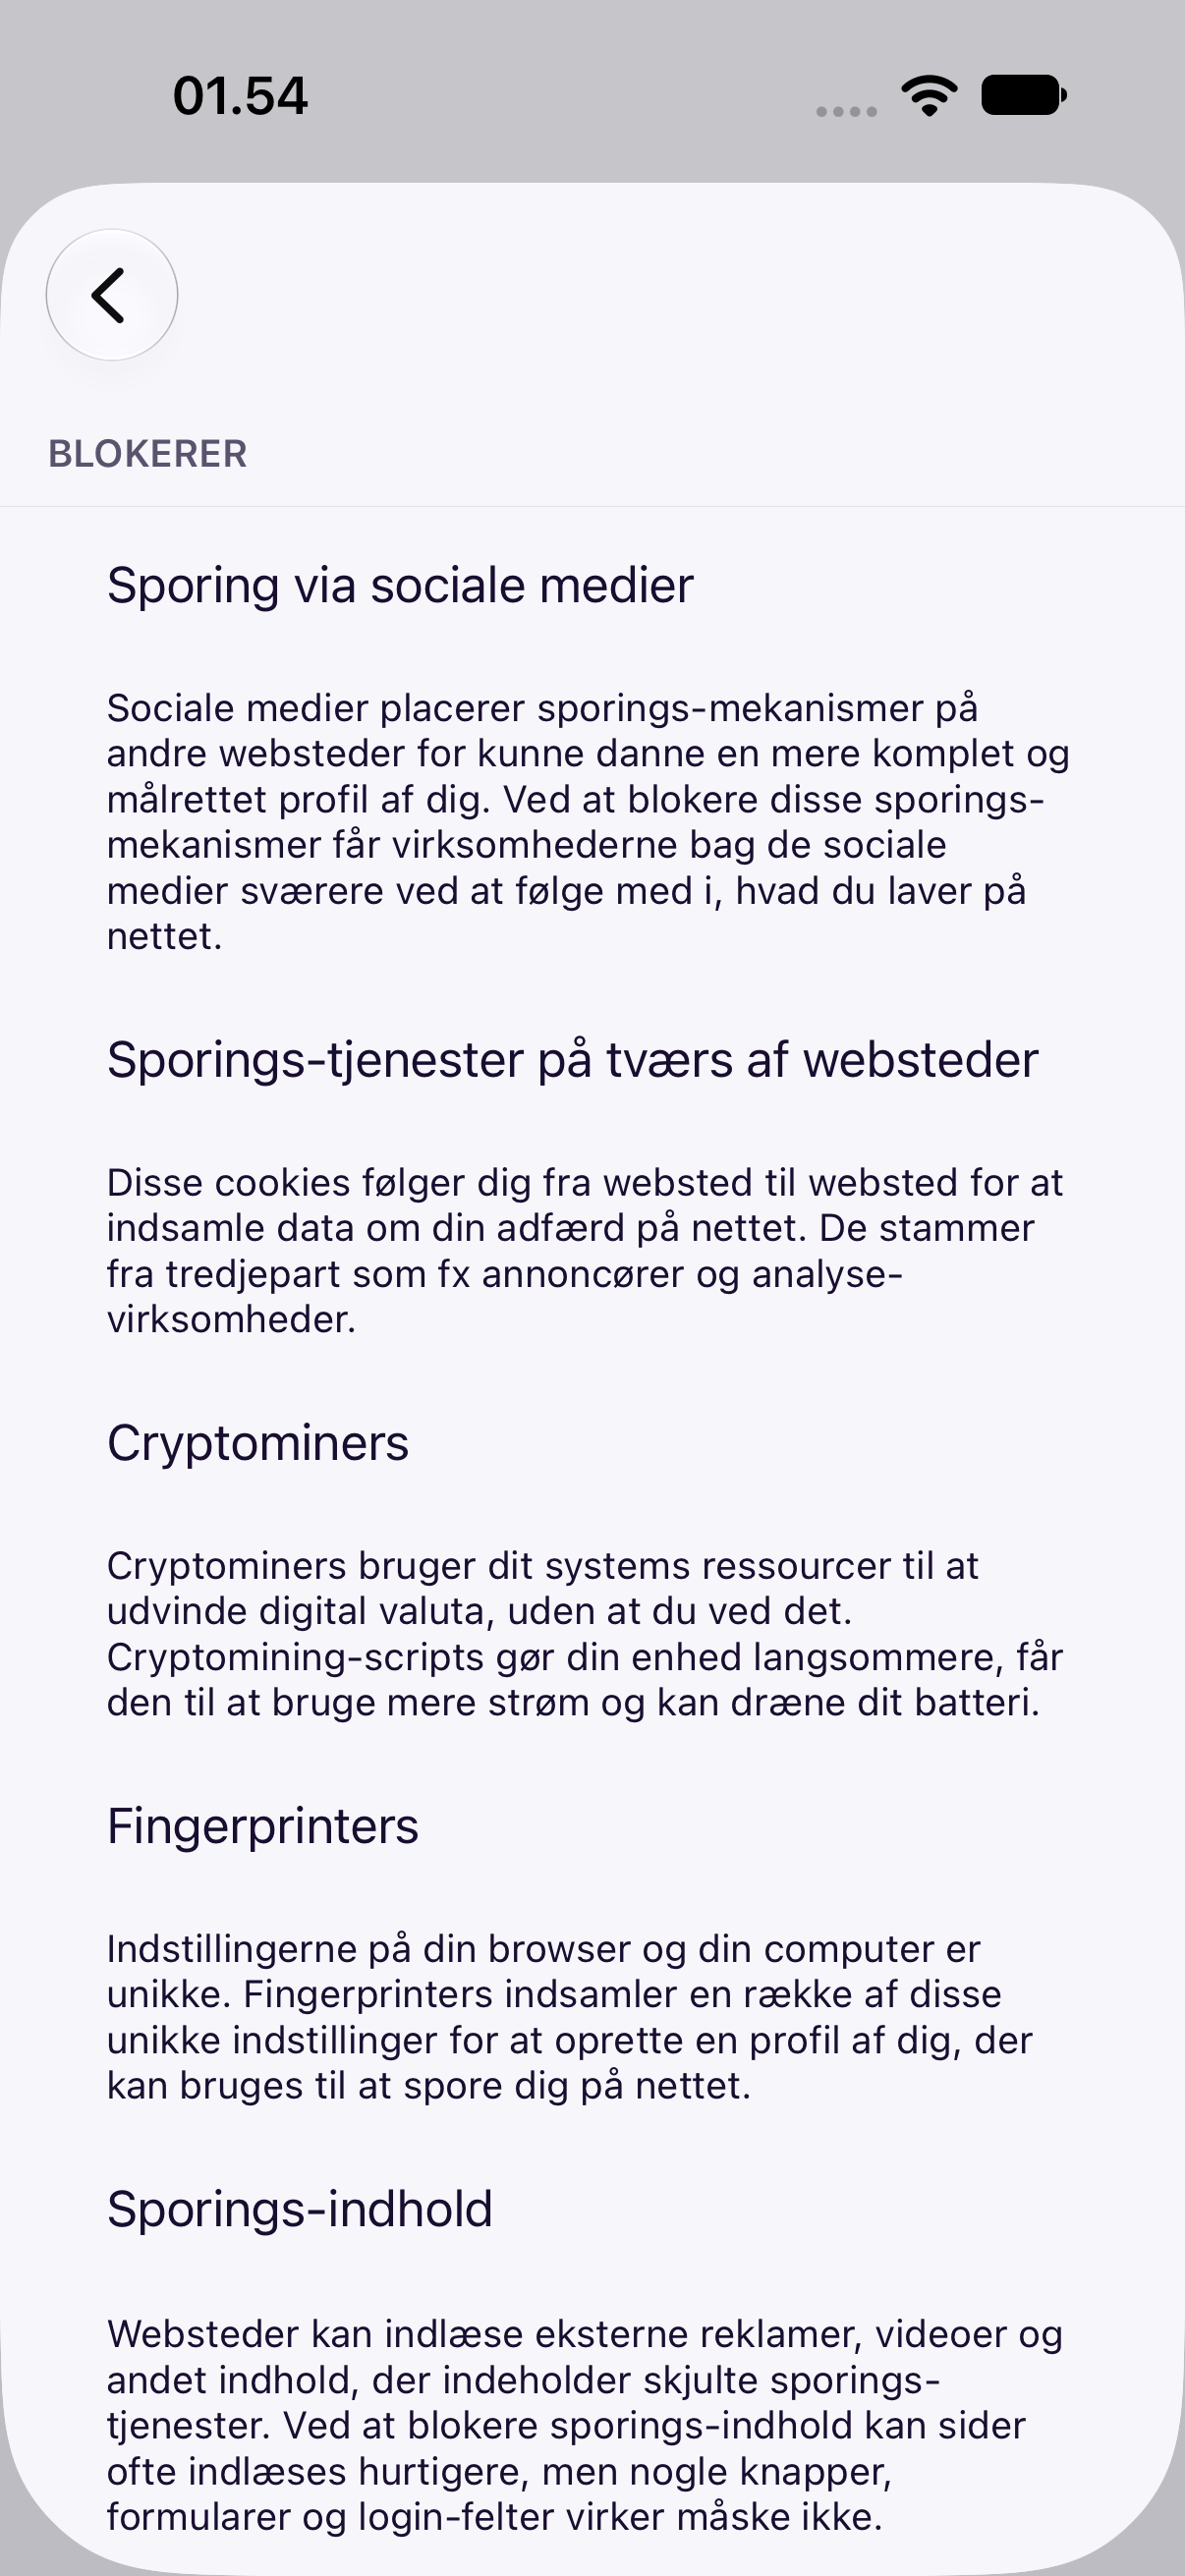 01.54
BLOKERER
Sporing via sociale medier
Sociale medier placerer sporings-mekanismer på
andre websteder for kunne danne en mere komplet og
målrettet profil af dig. Ved at blokere disse sporings-
mekanismer får virksomhederne bag de sociale
medier sværere ved at følge med i, hvad du laver på
nettet.
Sporings-tjenester på tværs af websteder
Disse cookies følger dig fra websted til websted for at
indsamle data om din adfærd på nettet. De stammer
fra tredjepart som fx annoncører og analyse-
virksomheder.
Cryptominers
Cryptominers bruger dit systems ressourcer til at
udvinde digital valuta, uden at du ved det.
Cryptomining-scripts gør din enhed langsommere, får
den til at bruge mere strøm og kan dræne dit batteri.
Fingerprinters
Indstillingerne på din browser og din computer er
unikke. Fingerprinters indsamler en række af disse
unikke indstillinger for at oprette en profil af dig, der
kan bruges til at spore dig på nettet.
Sporings-indhold
Websteder kan indlæse eksterne reklamer, videoer og
andet indhold, der indeholder skjulte sporings-
tjenester. Ved at blokere sporings-indhold kan sider
ofte indlæses hurtigere, men nogle knapper,
formularer og login-felter virker måske ikke.